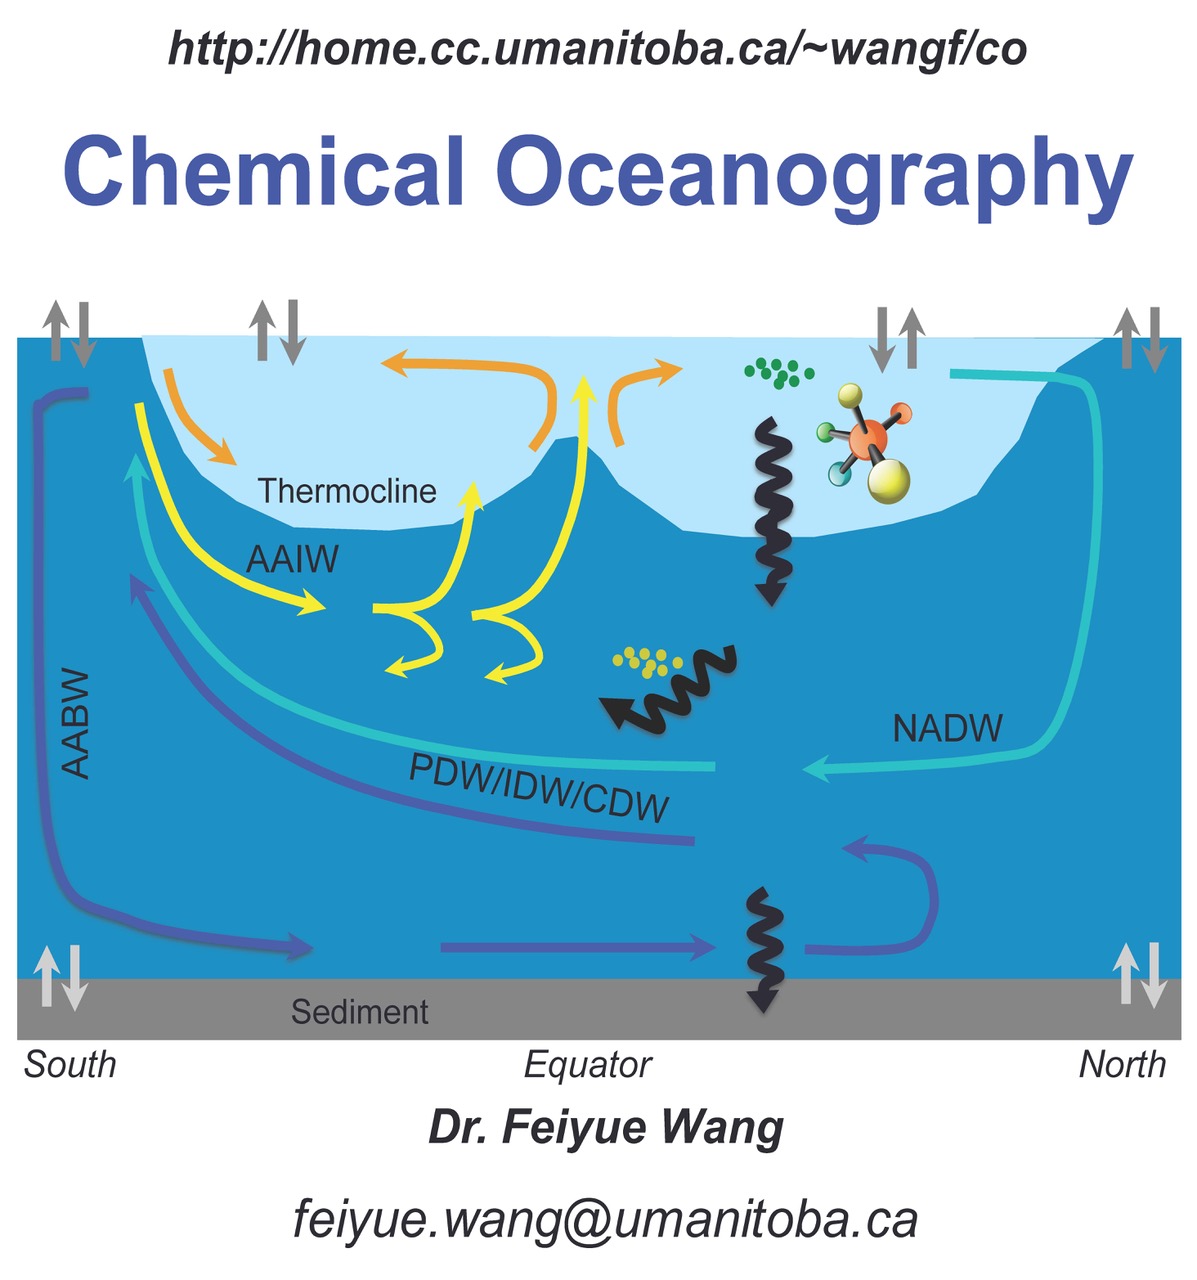 http://home.cc.umanitoba.ca/~wangf/co
Chemical Oceanography
Thermocline
AAIW
AABW
NADW
PDW/IDW/CDW
Sediment
South
Equator
North
Dr. Feiyue Wang
feiyue.wang@umanitoba.ca